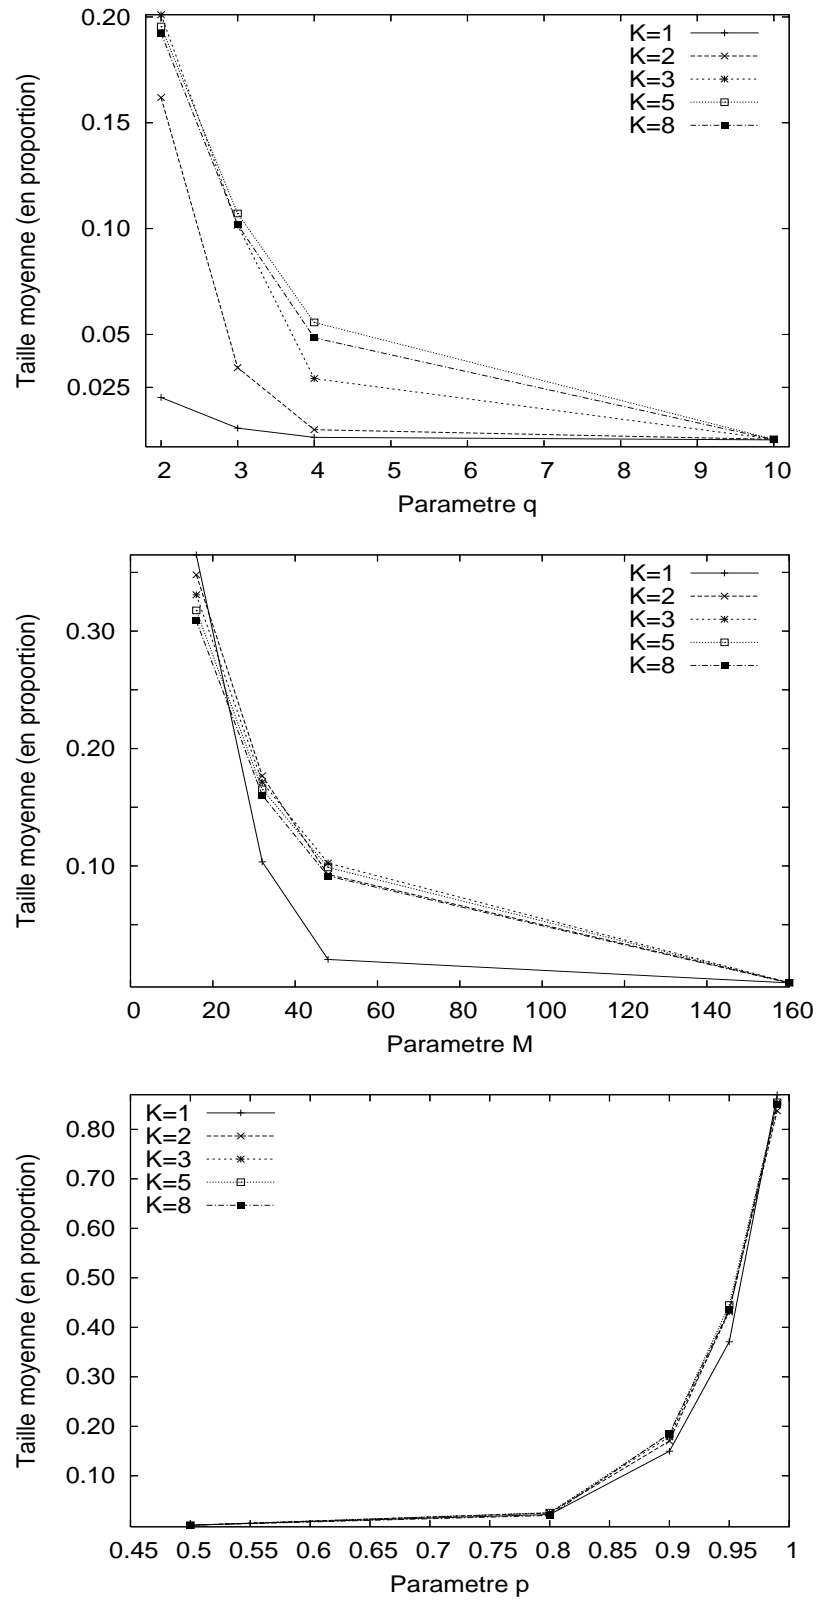 Taille moyenne (en proportion)
0.20
0.15
0.10
0.05
0.025
K=1
K=2
K=3
K=5
K=8
2 3 4 5 6 7 8 9 10
Parametre q
Taille moyenne (en proportion)
0.30
0.20
0.10
K=1
K=2
K=3
K=5
K=8
0 20 40 60 80 100 120 140 160
Parametre M
Taille moyenne (en proportion)
0.80
0.70
0.60
0.50
0.40
0.30
0.20
0.10
K=1
K=2
K=3
K=5
K=8
0.45 0.5 0.55 0.6 0.65 0.7 0.75 0.8 0.85 0.9 0.95 1
Parametre p